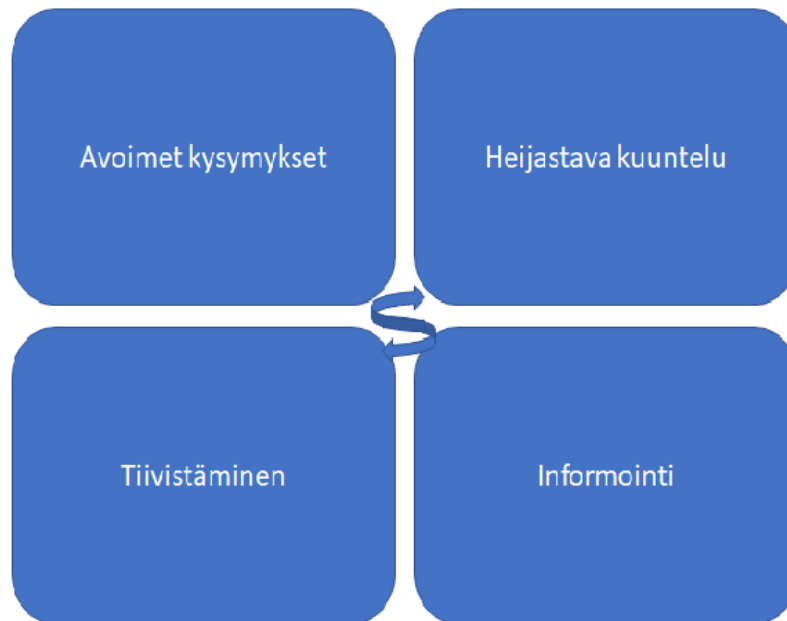 Avoimet kysymykset
Heijastava kuuntelu
Tiivistäminen
Informointi